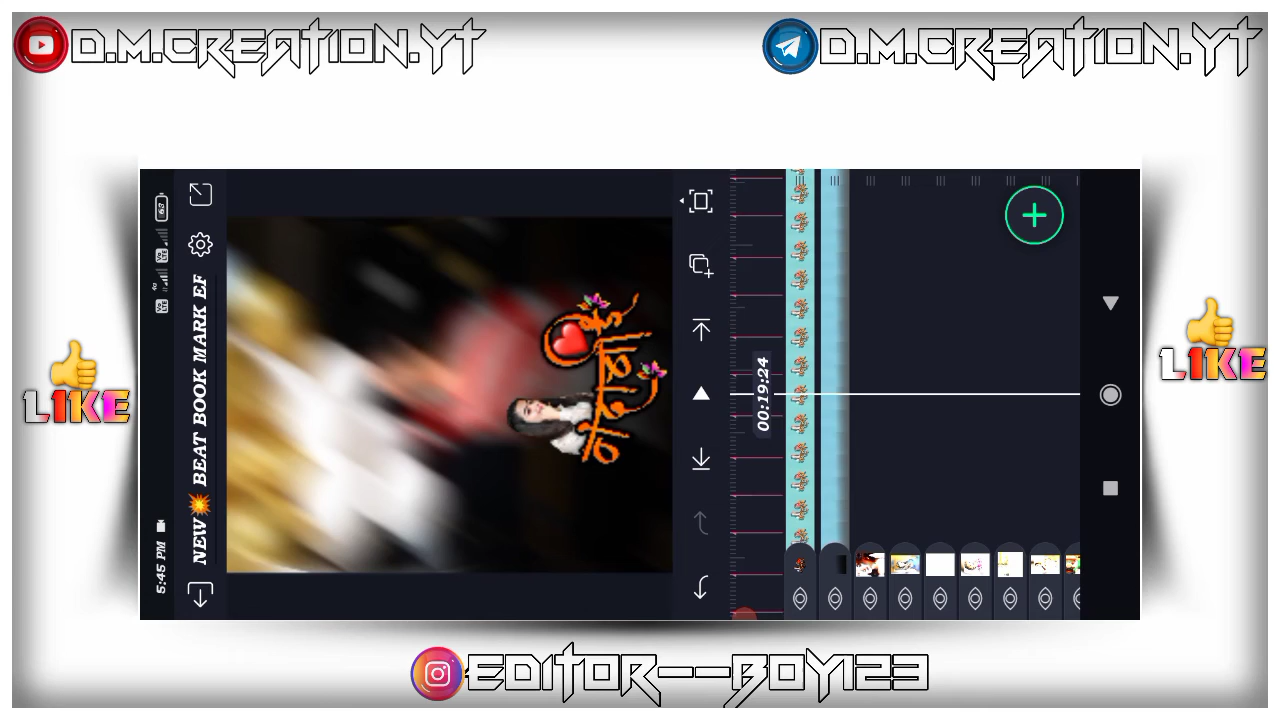 D.M.CREATION.YT
D.M.CREATION.YT
5:45 PM
63
NEW💥 BEAT BOOK MARK EF
00:19:24
LIKE
LIKE
EDITOR--BOY123